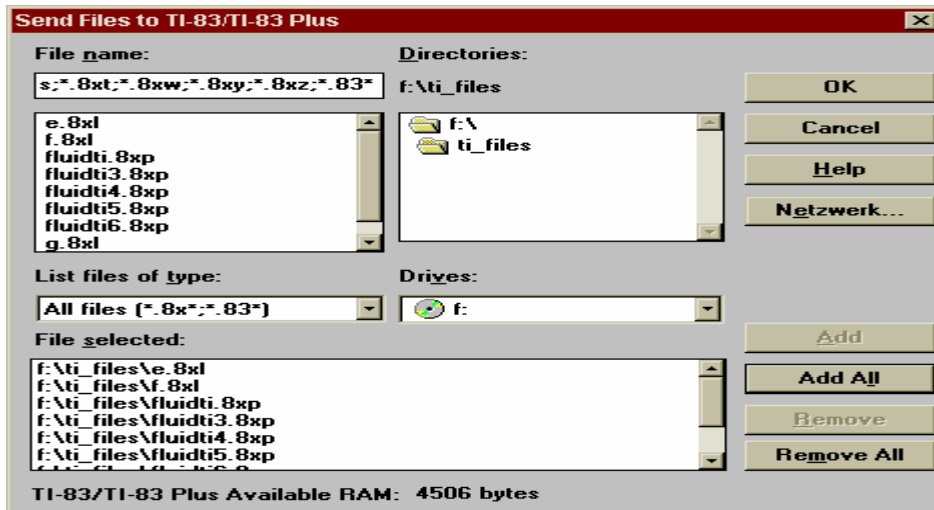 Send Files to TI-83/TI-83 Plus
File name:
s;*.8xt;*.8xw;*.8xy;*.8xz;*.83*
e.8xl
f.8xl
fluidti.8xp
fluidti3.8xp
fluidti4.8xp
fluidti5.8xp
fluidti6.8xp
g.8xl
Directories:
f:\ti_files
f:\
ti_files
OK
Cancel
Help
Netzwerk...
List files of type:
All files (*.8x*;*.83*)
Drives:
f:
File selected:
f:\ti_files\e.8xl
f:\ti_files\f.8xl
f:\ti_files\fluidti.8xp
f:\ti_files\fluidti3.8xp
f:\ti_files\fluidti4.8xp
f:\ti_files\fluidti5.8xp
Add
Add All
Remove
Remove All
TI-83/TI-83 Plus Available RAM: 4506 bytes